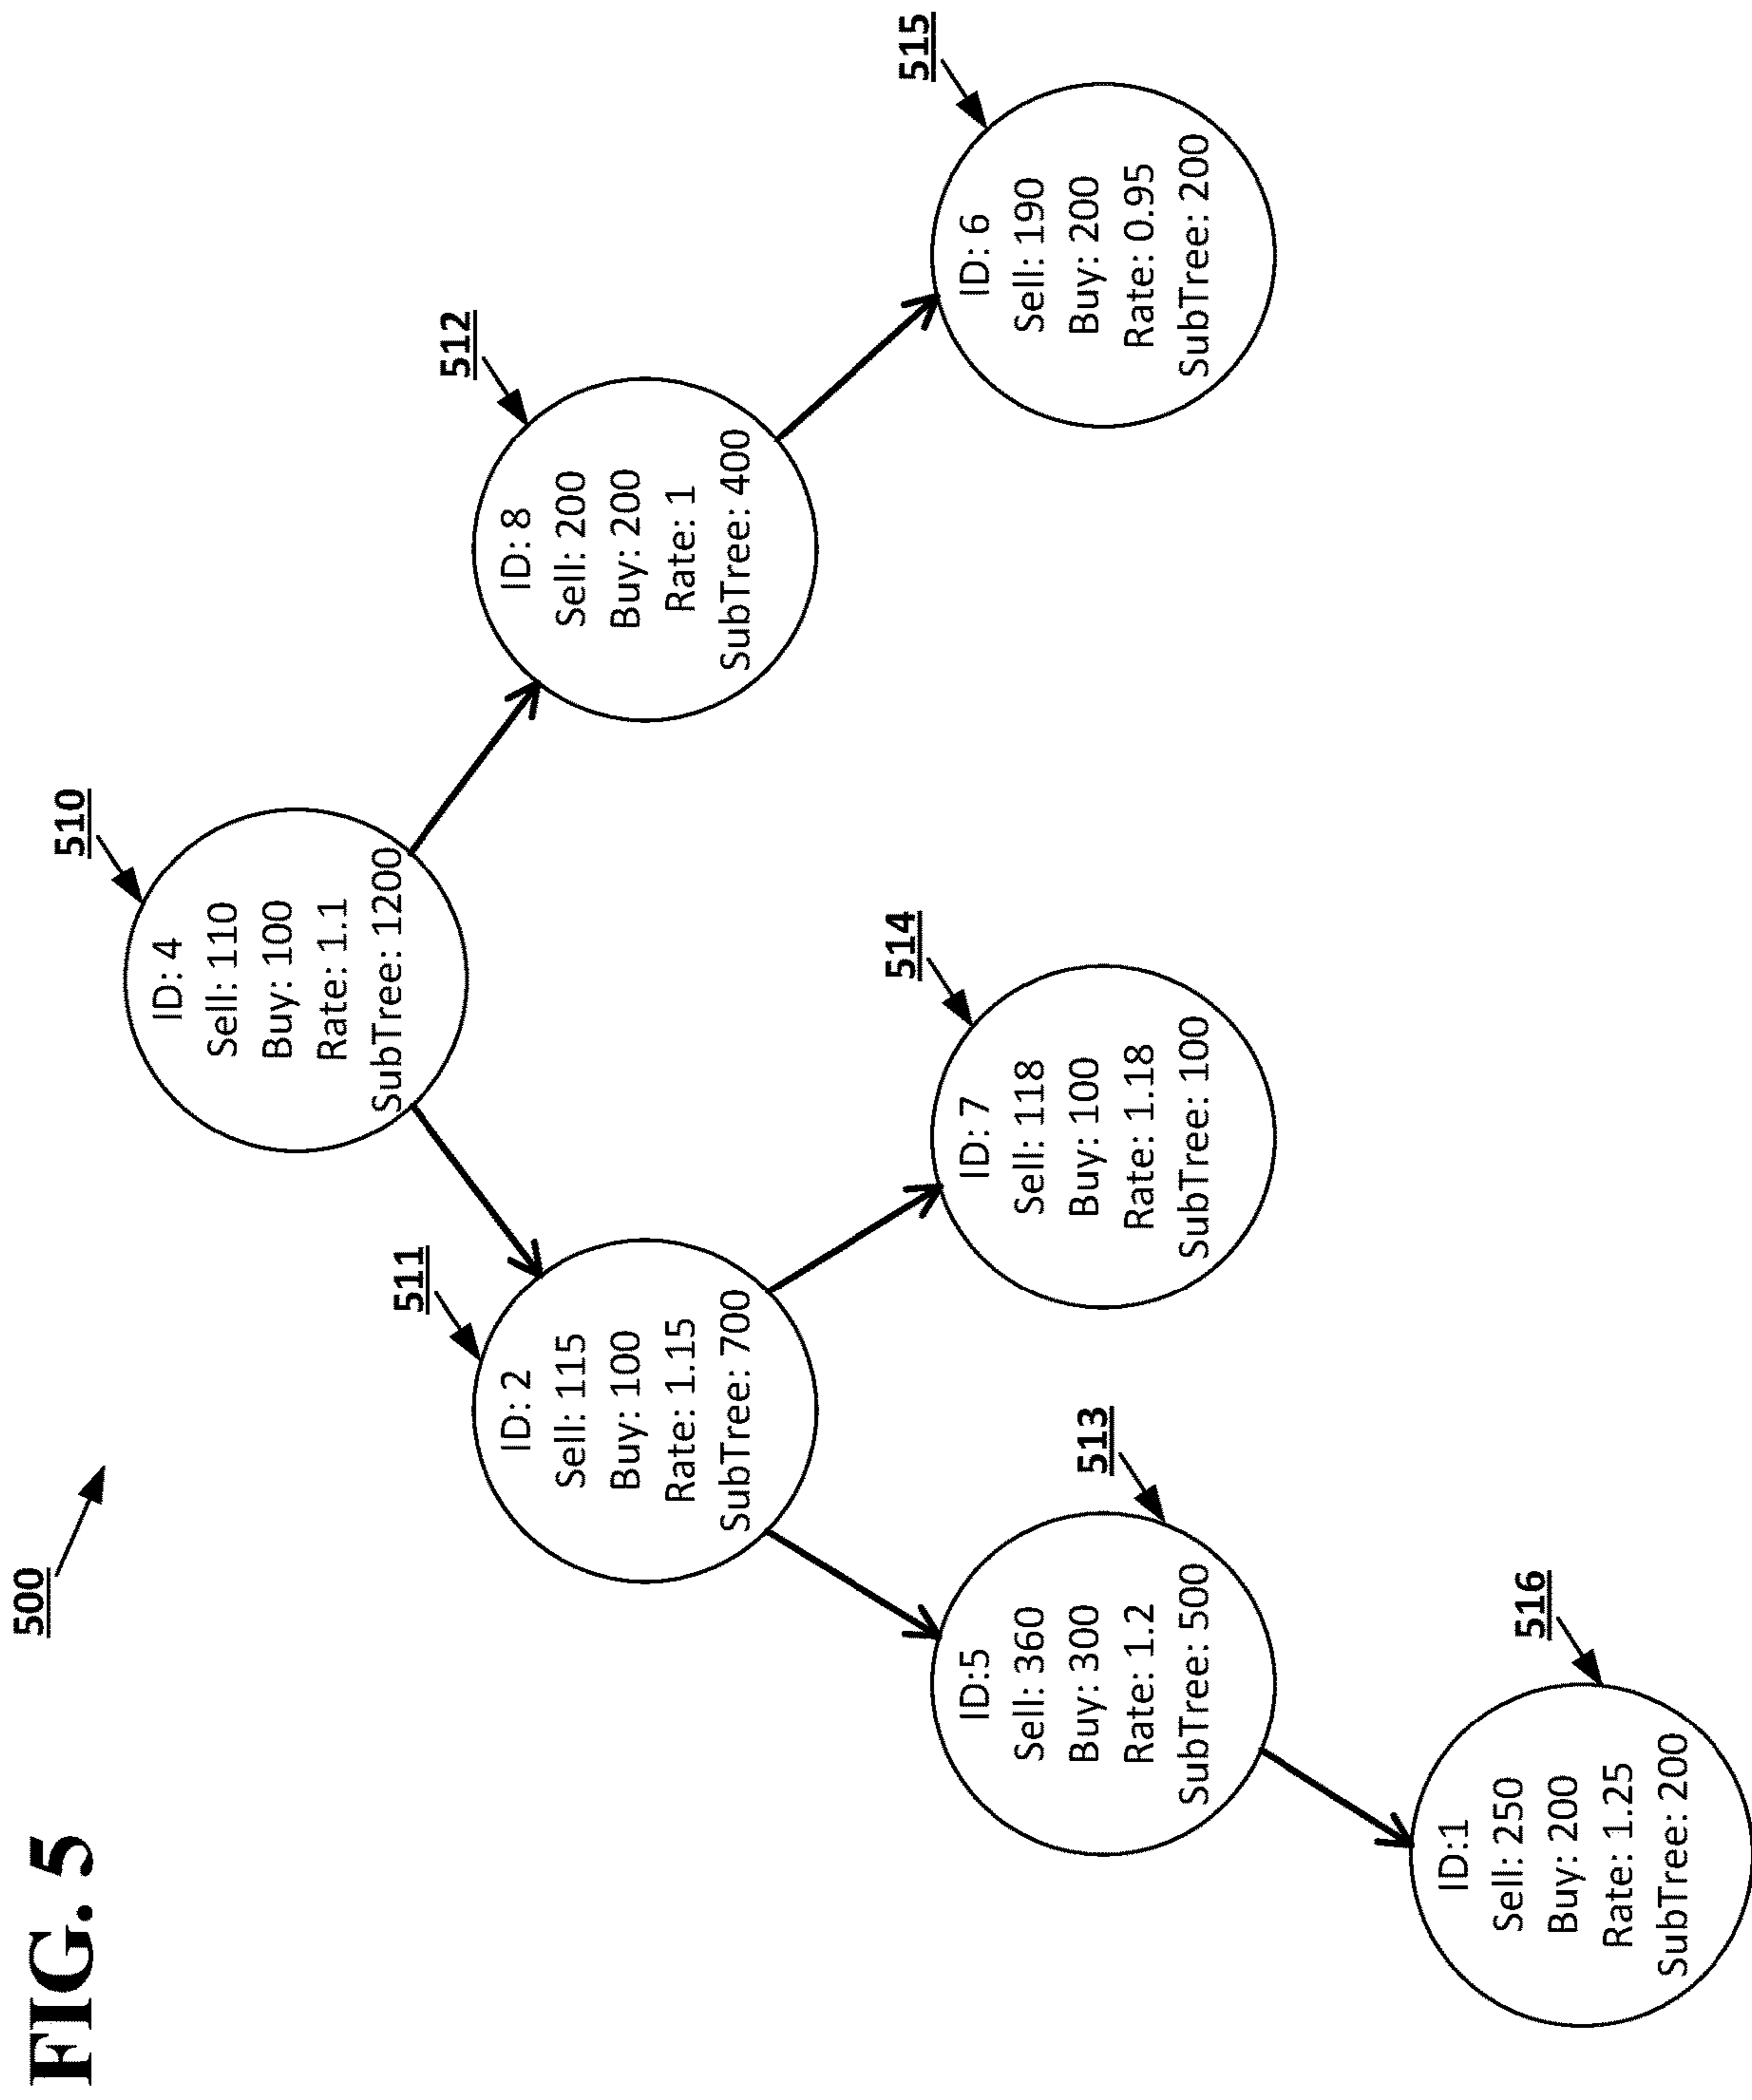 FIG. 5
500
510
ID: 4
Sell: 110
Buy: 100
Rate: 1.1
SubTree: 1200
511
ID: 2
Sell: 115
Buy: 100
Rate: 1.15
SubTree: 700
512
ID: 8
Sell: 200
Buy: 200
Rate: 1
SubTree: 400
513
ID:5
Sell: 360
Buy: 300
Rate: 1.2
SubTree: 500
514
ID: 7
Sell: 118
Buy: 100
Rate: 1.18
SubTree: 100
515
ID: 6
Sell: 190
Buy: 200
Rate: 0.95
SubTree: 200
516
ID:1
Sell: 250
Buy: 200
Rate: 1.25
SubTree: 200